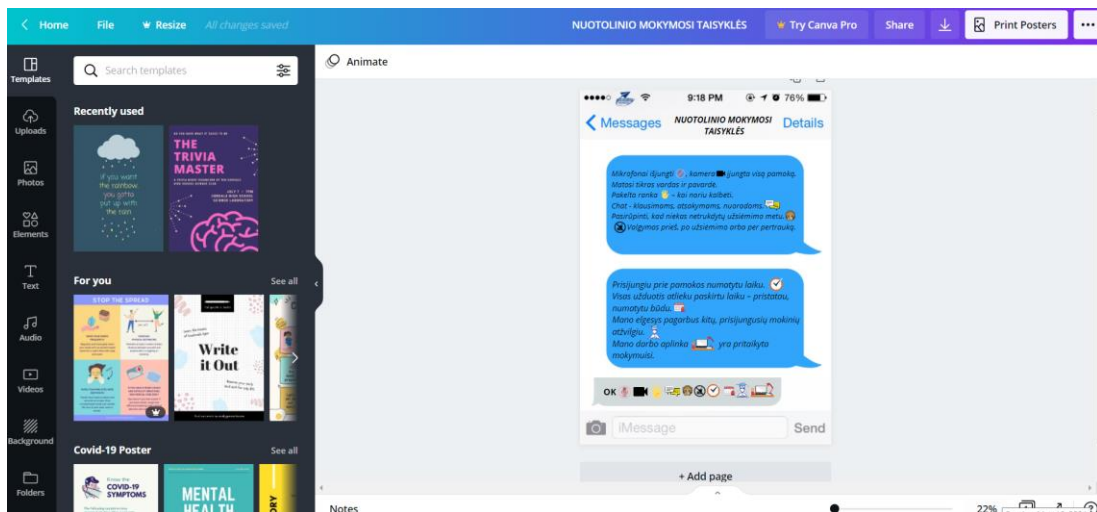 Home File Resize All changes saved NUOTOLINIO MOKYMOSI TAISYKLĖS Try Canva Pro Share Print Posters
Templates
Uploads
Photos
Elements
Text
Audio
Videos
Background
Folders
Search templates
Recently used
if you want
the rainbow,
you gotta
put up with
the rain
THE
TRIVIA
MASTER
For you See all
STOP THE SPREAD
Write
it Out
Covid-19 Poster See all
COVID-19
SYMPTOMS
MENTAL
HEALTH
Animate
9:18 PM 76%
Messages NUOTOLINIO MOKYMOSI TAISYKLĖS Details
Mikrofonai išjungti, kamera įjungta visą pamoką.
Matosi tikras vardas ir pavardė.
Pakelta ranka – kai noriu kalbėti.
Chat - klausimams, atsakymams, nuorodoms.
Pasirūpinti, kad niekas netrukdytų užsiėmimo metu.
Valgymas prieš, po užsiėmimo arba per pertrauką.
Prisijungiu prie pamokos numatytu laiku.
Visas užduotis atlieku paskirtu laiku – pristatau,
numatytu būdu.
Mano elgesys pagarbus kitų, prisijungusių mokinių
atžvilgiu.
Mano darbo aplinka yra pritaikyta
mokymuisi.
OK
iMessage Send
+ Add page
Notes 22%